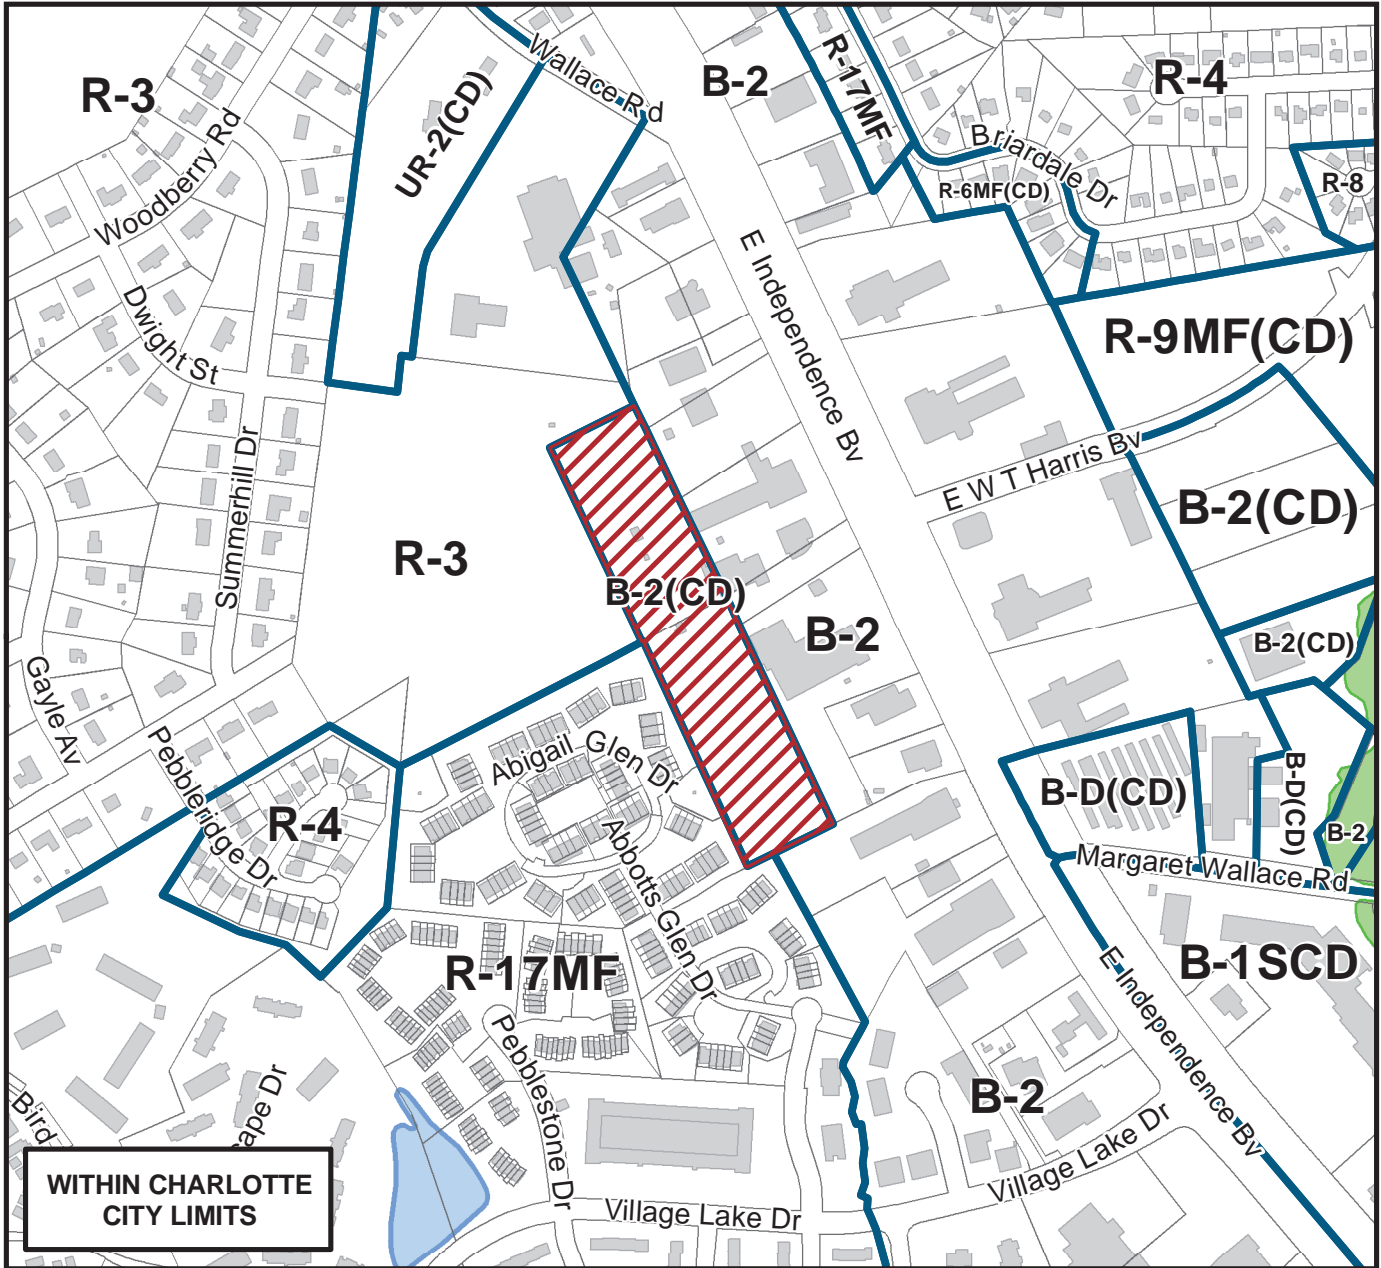 Wallace Rd
R-17MF
B-2
R-4
R-3
UR-2(CD)
Briardale Dr
Woodberry Rd
R-6MF(CD)
R-8
E Independence Bv
Dwight St
R-9MF(CD)
Summerhill Dr
E W T Harris Bv
B-2(CD)
R-3
B-2(CD)
B-2
B-2(CD)
Gayle Av
Pebbleridge Dr
Abigail Glen Dr
B-D(CD)
B-D(CD)
R-4
B-2
Abbotts Glen Dr
Margaret Wallace Rd
R-17MF
B-1SCD
E Independence Bv
Pebblestone Dr
B-2
Bird
cape Dr
Village Lake Dr
WITHIN CHARLOTTE
CITY LIMITS
Village Lake Dr